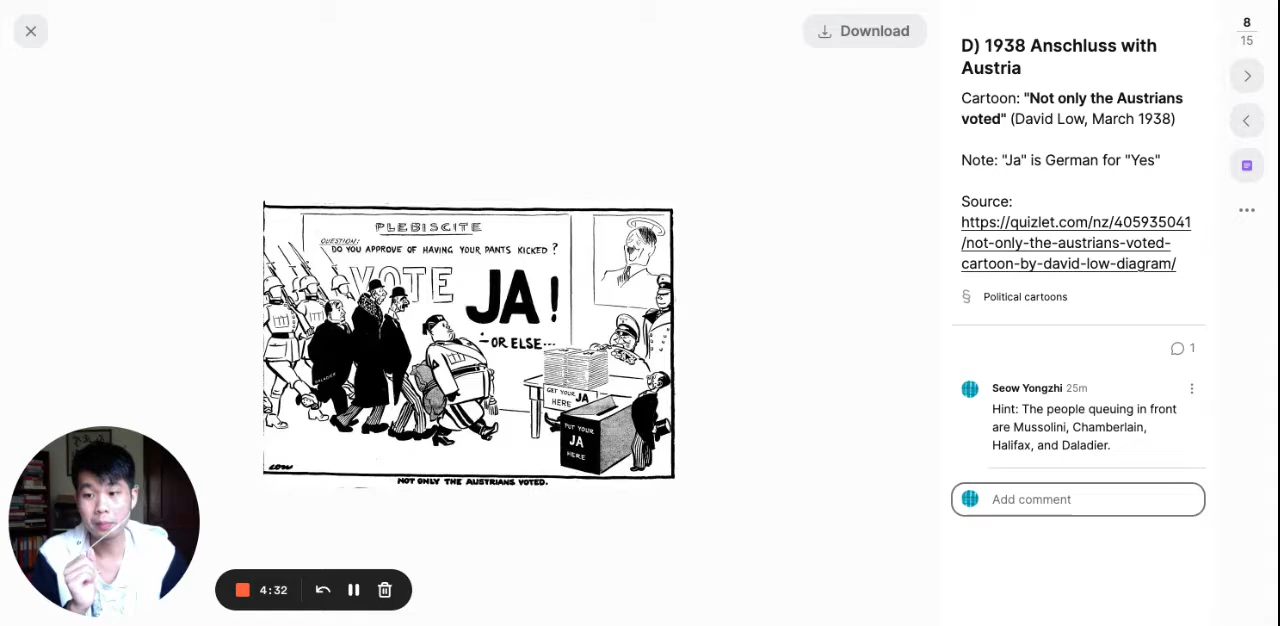 Download
8
15
D) 1938 Anschluss with
Austria
Cartoon: "Not only the Austrians
voted" (David Low, March 1938)
Note: "Ja" is German for "Yes"
Source:
https://quizlet.com/nz/405935041
/not-only-the-austrians-voted-
cartoon-by-david-low-diagram/
Political cartoons
1
Seow Yongzhi 25m
Hint: The people queuing in front
are Mussolini, Chamberlain,
Halifax, and Daladier.
Add comment
PLEBISCITE
QUESTION:
DO YOU APPROVE OF HAVING YOUR PANTS KICKED?
VOTE JA!
-OR ELSE...
GET YOUR JA
HERE
PUT YOUR
JA
HERE
DALADIER
LOW
NOT ONLY THE AUSTRIANS VOTED.
4:32